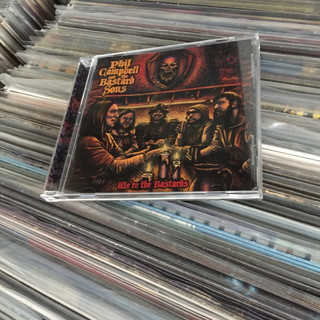 Phil
Campbell
and the
Bastard
Sons
We're the Bastards